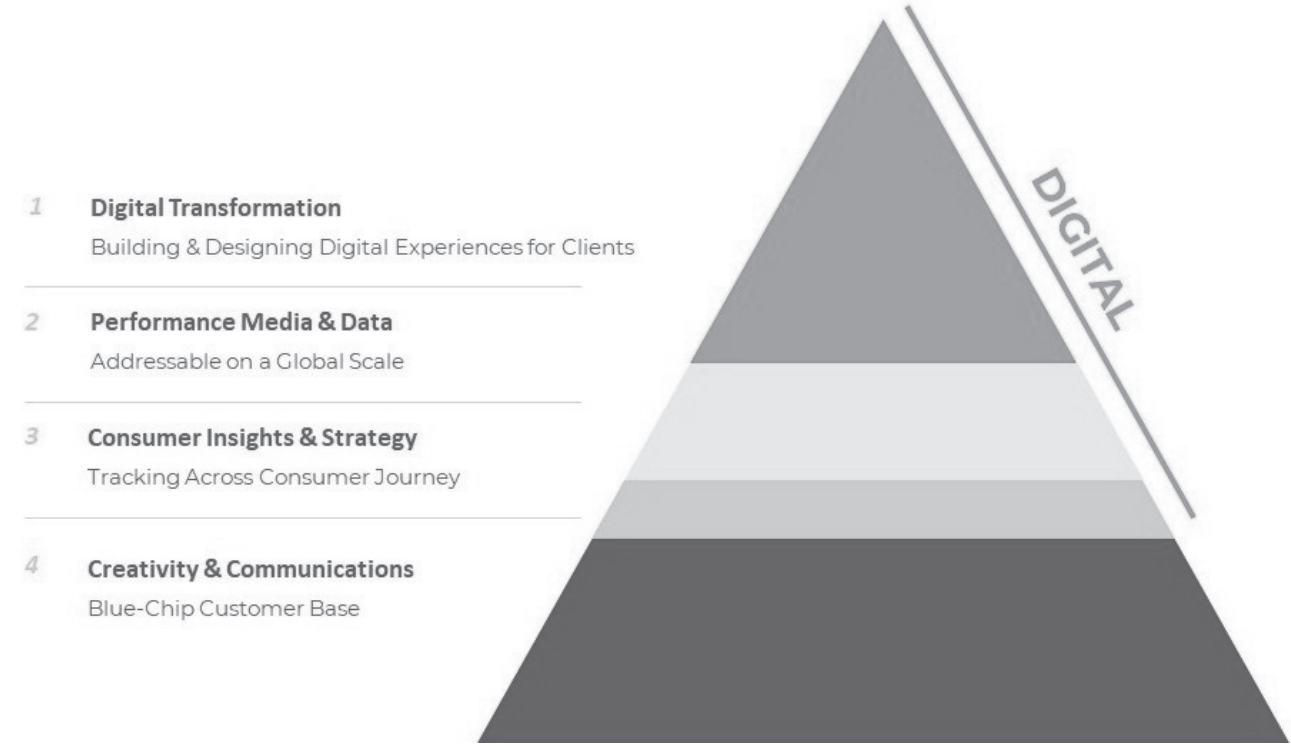 1 Digital Transformation
Building & Designing Digital Experiences for Clients
2 Performance Media & Data
Addressable on a Global Scale
3 Consumer Insights & Strategy
Tracking Across Consumer Journey
4 Creativity & Communications
Blue-Chip Customer Base
DIGITAL